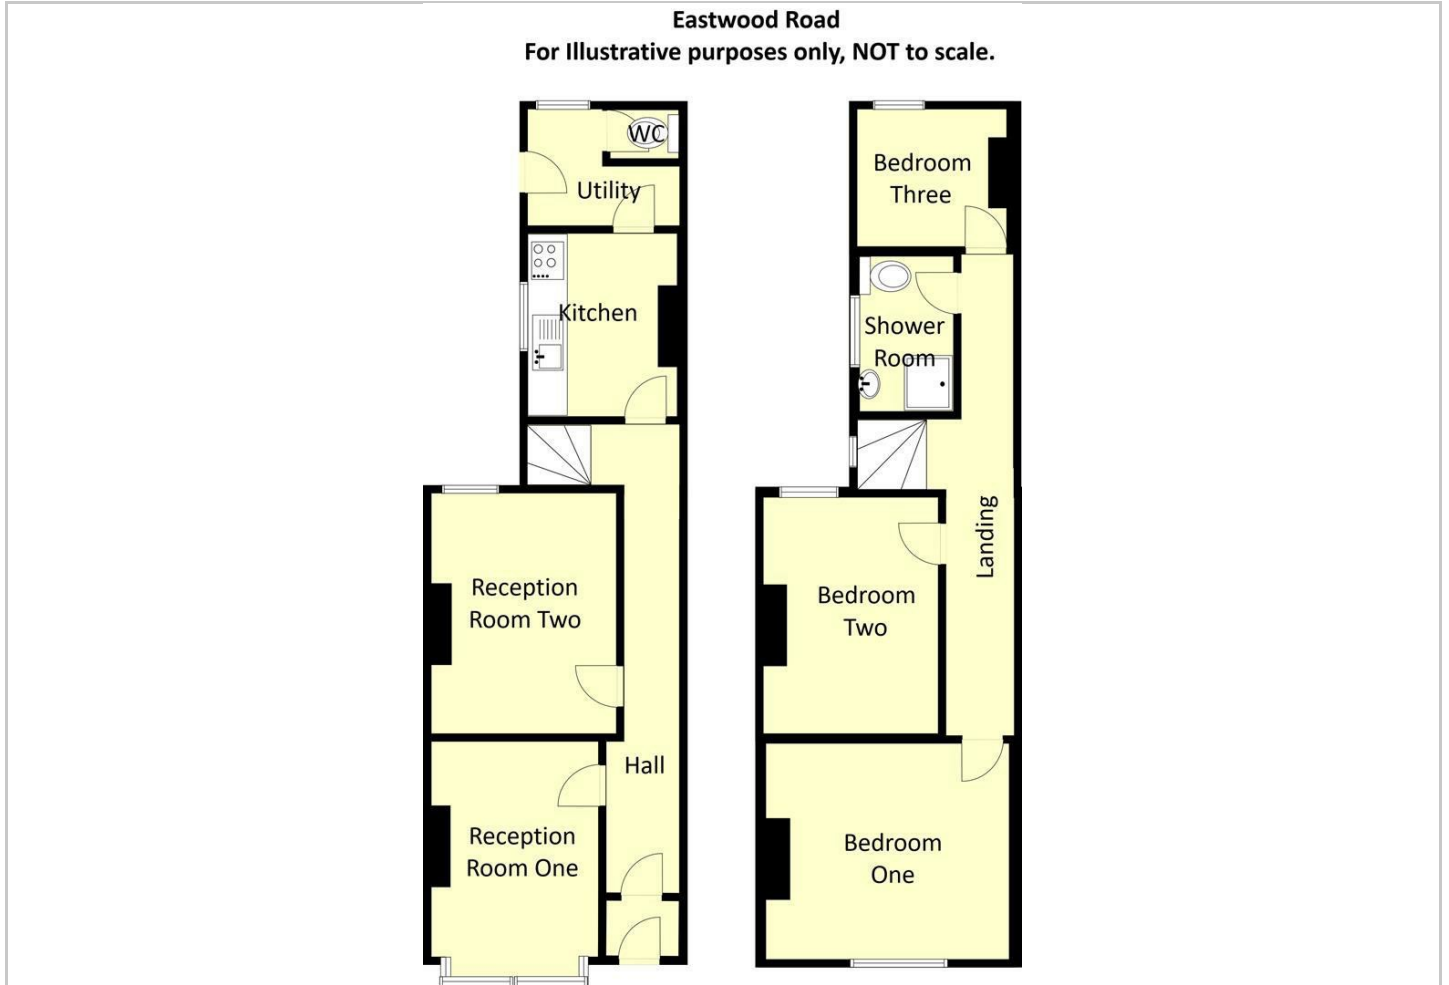 Eastwood Road
For Illustrative purposes only, NOT to scale.
WC
Utility
Kitchen
Reception
Room Two
Hall
Reception
Room One
Bedroom
Three
Shower
Room
Landing
Bedroom
Two
Bedroom
One